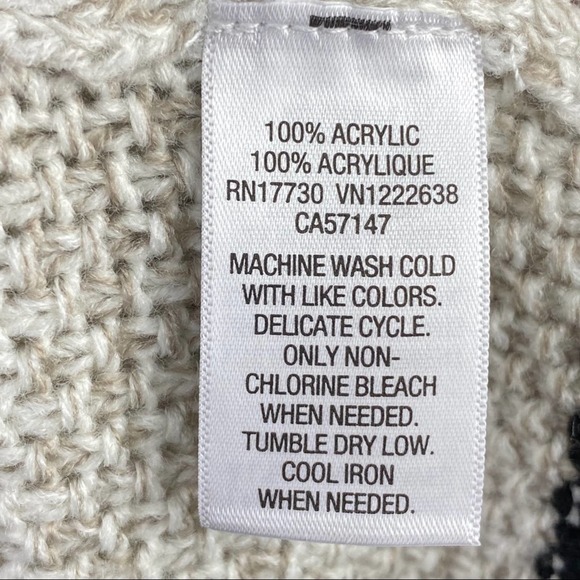 100% ACRYLIC
100% ACRYLIQUE
RN17730 VN1222638
CA57147
MACHINE WASH COLD
WITH LIKE COLORS.
DELICATE CYCLE.
ONLY NON-
CHLORINE BLEACH
WHEN NEEDED.
TUMBLE DRY LOW.
COOL IRON
WHEN NEEDED.